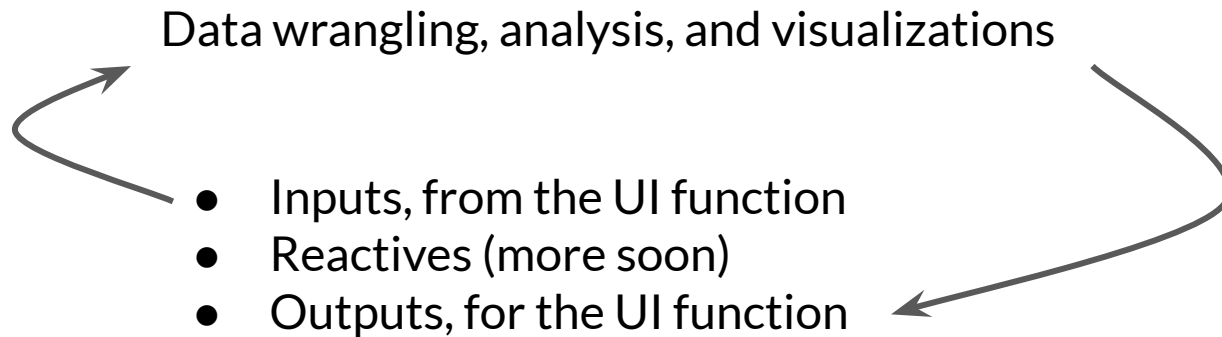 Data wrangling, analysis, and visualizations
● Inputs, from the UI function
● Reactives (more soon)
● Outputs, for the UI function